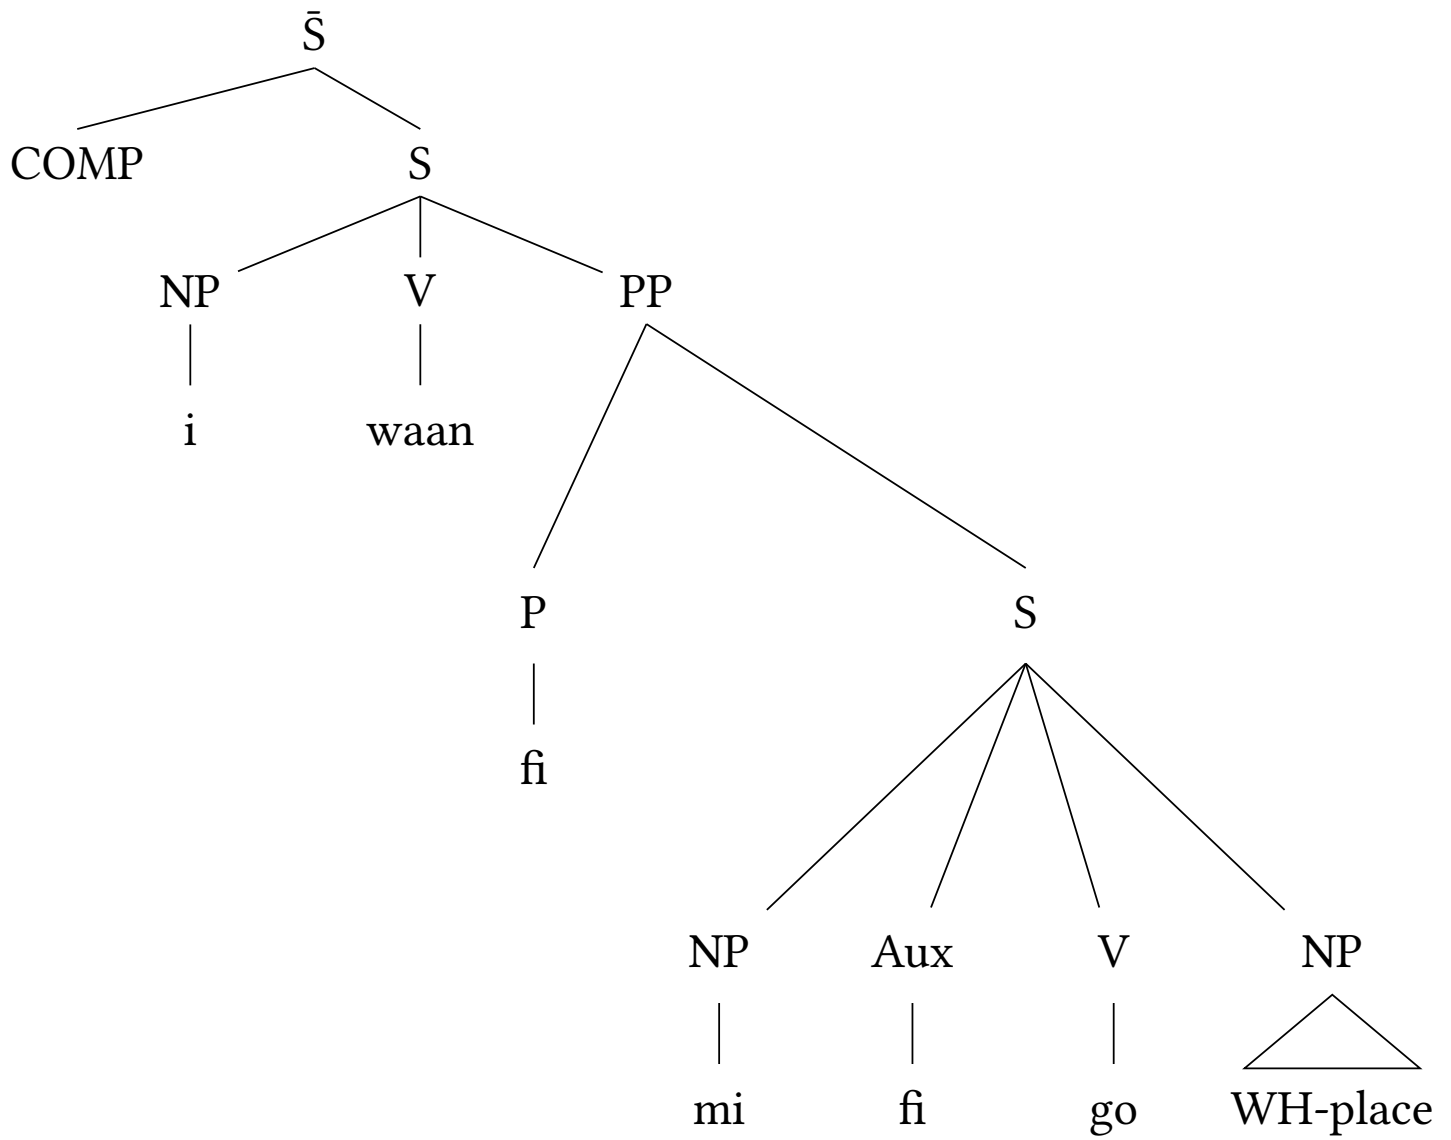 S̄
COMP S
NP V PP
i waan
P S
fi
NP Aux V NP
mi fi go WH-place